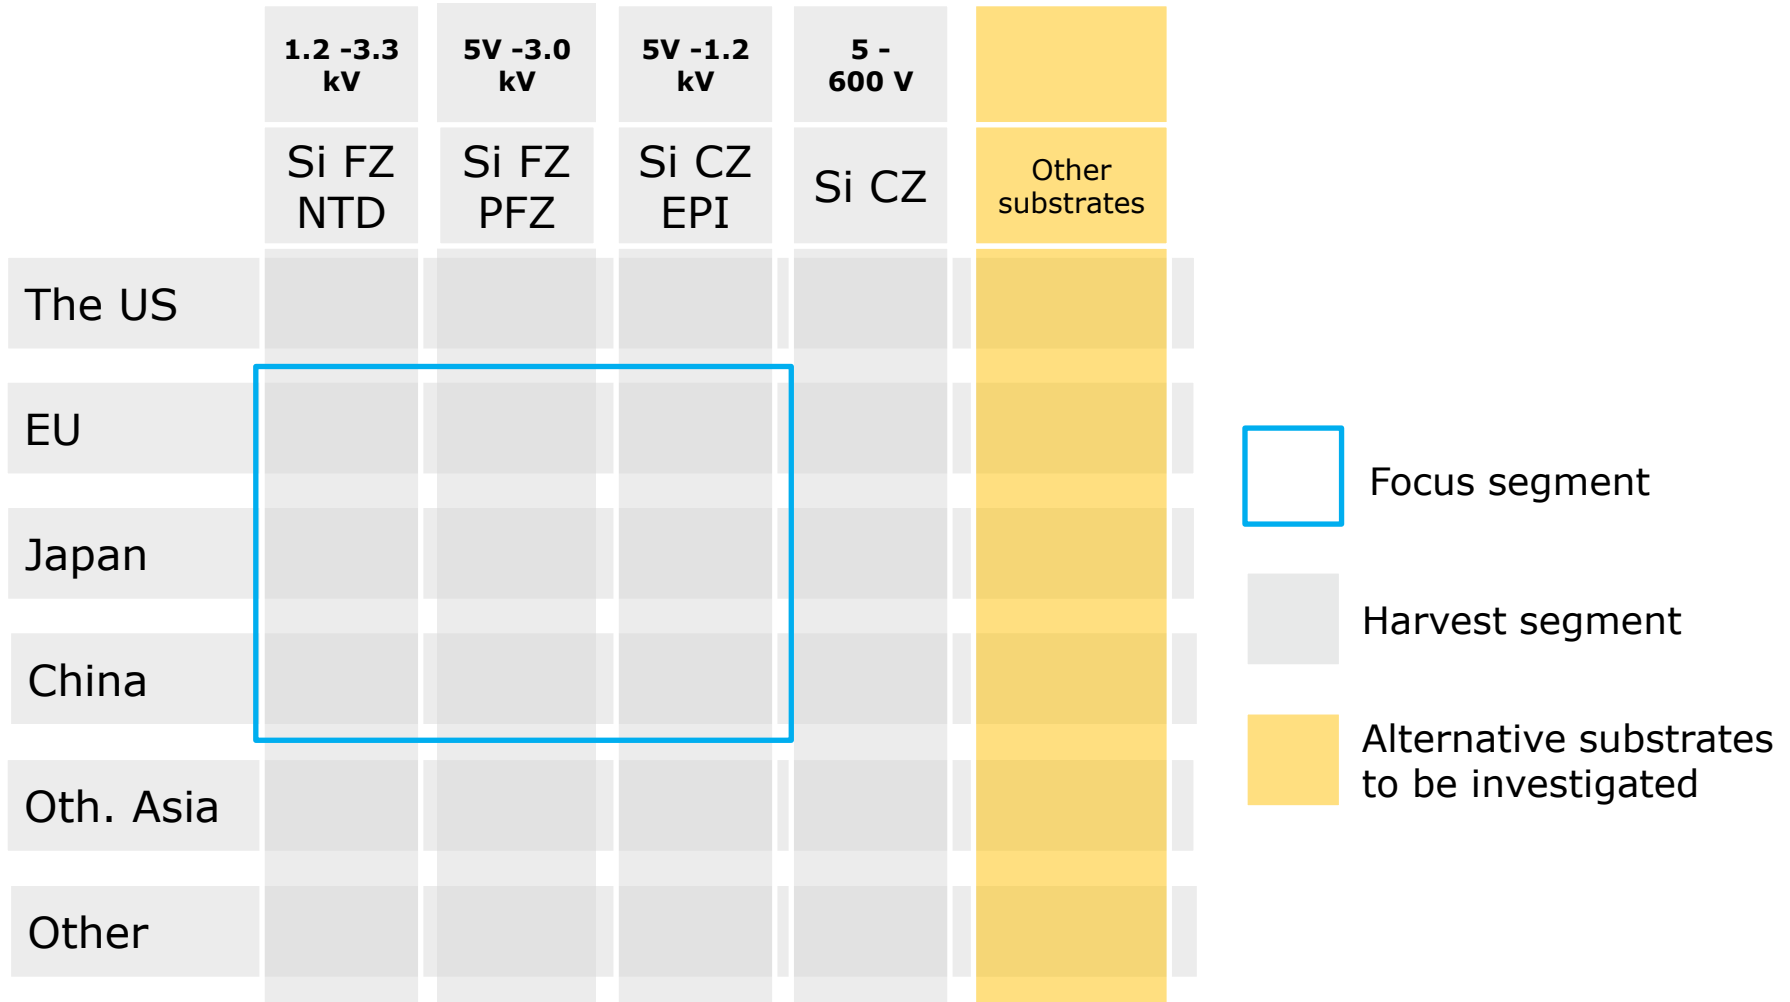 1.2 -3.3
kV
5V -3.0
kV
5V -1.2
kV
5 -
600 V
Si FZ
NTD
Si FZ
PFZ
Si CZ
EPI
Si CZ
Other
substrates
The US
EU
Japan
China
Oth. Asia
Other
Focus segment
Harvest segment
Alternative substrates
to be investigated